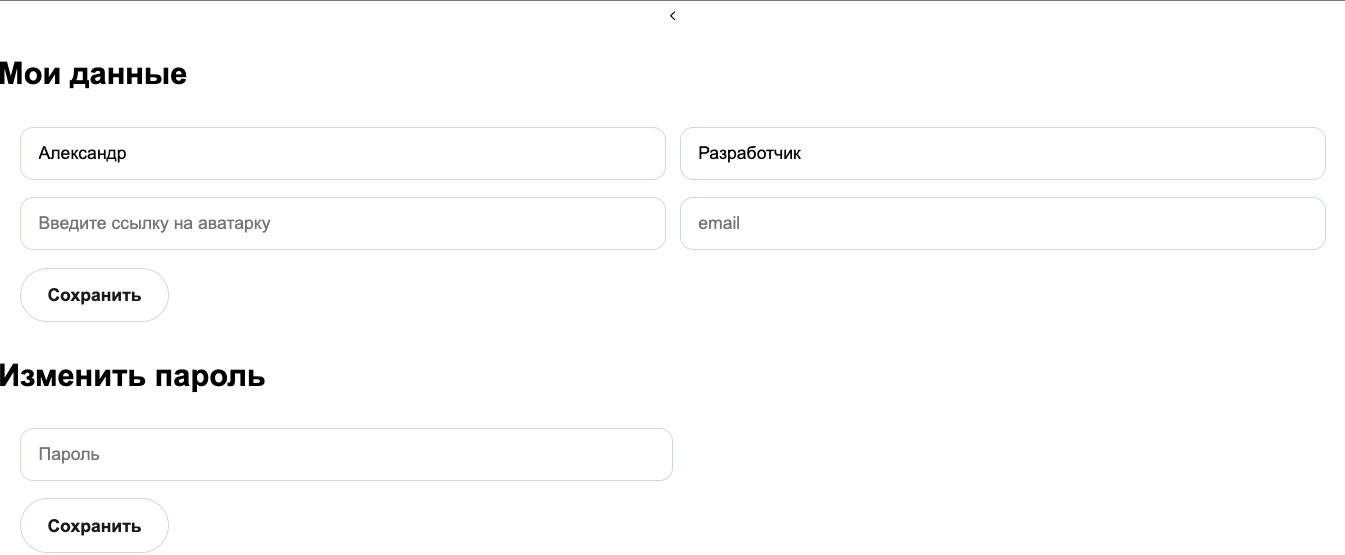 <
Мои данные
Александр
Разработчик
Введите ссылку на аватарку
email
Сохранить
Изменить пароль
Пароль
Сохранить